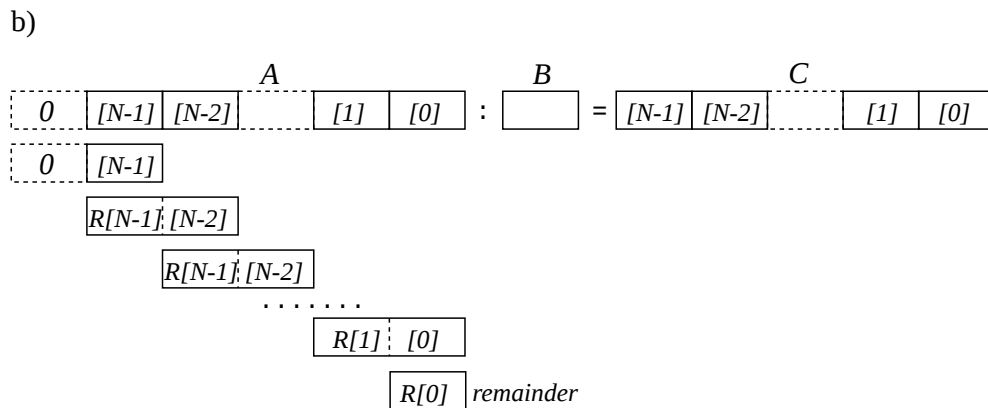 b)
A B C
0 [N-1] [N-2] [1] [0] : = [N-1] [N-2] [1] [0]
0 [N-1]
R[N-1] [N-2]
R[N-1] [N-2]
.......
R[1] [0]
R[0] remainder